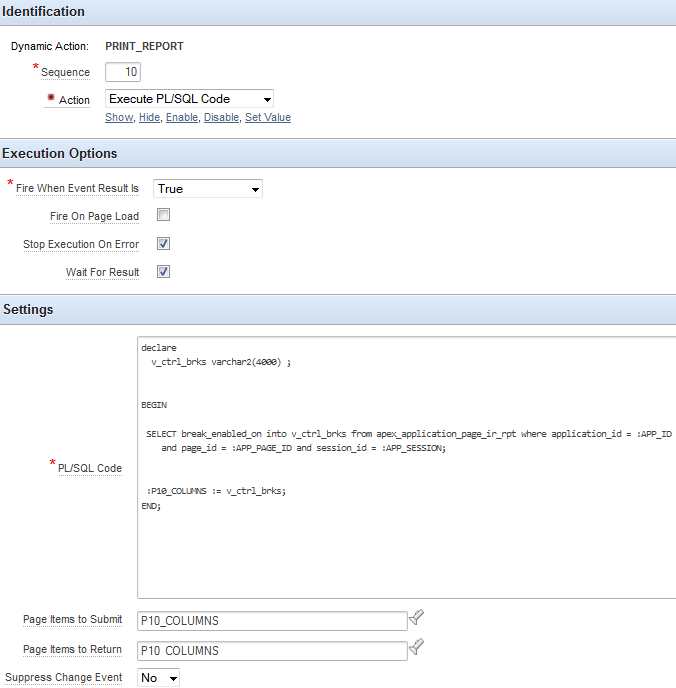 Identification
Dynamic Action: PRINT_REPORT
* Sequence 10
* Action Execute PL/SQL Code
Show, Hide, Enable, Disable, Set Value
Execution Options
* Fire When Event Result Is True
Fire On Page Load
Stop Execution On Error
Wait For Result
Settings
declare
v_ctrl_brks varchar2(4000) ;
BEGIN
SELECT break_enabled_on into v_ctrl_brks from apex_application_page_ir_rpt where application_id = :APP_ID
and page_id = :APP_PAGE_ID and session_id = :APP_SESSION;
* PL/SQL Code
:P10_COLUMNS := v_ctrl_brks;
END;
Page Items to Submit P10_COLUMNS
Page Items to Return P10_COLUMNS
Suppress Change Event No